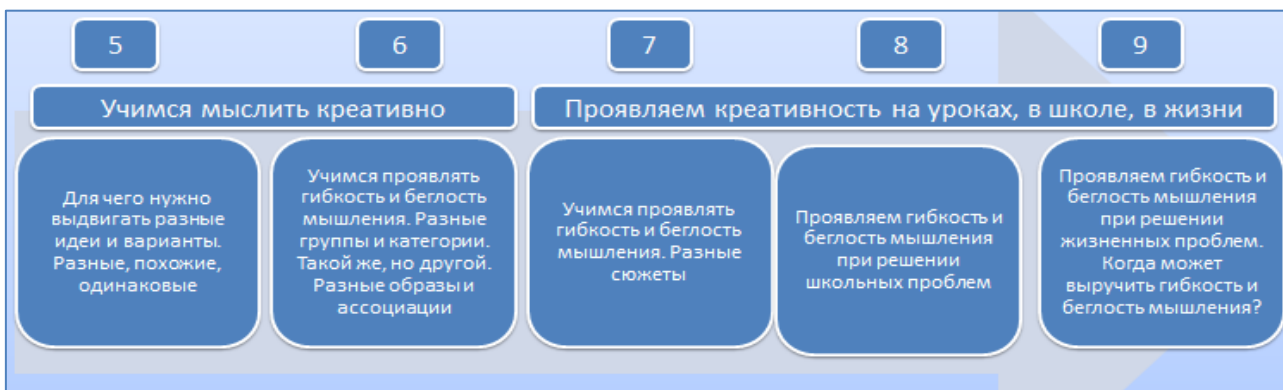 5
6
7
8
9
Учимся мыслить креативно
Проявляем креативность на уроках, в школе, в жизни
Для чего нужно
выдвигать разные
идеи и варианты.
Разные, похожие,
одинаковые
Учимся проявлять
гибкость и беглость
мышления. Разные
группы и категории.
Такой же, но другой.
Разные образы и
ассоциации
Учимся проявлять
гибкость и беглость
мышления. Разные
сюжеты
Проявляем гибкость и
беглость мышления
при решении
школьных проблем
Проявляем гибкость и
беглость мышления
при решении
жизненных проблем.
Когда может
выручить гибкость и
беглость мышления?